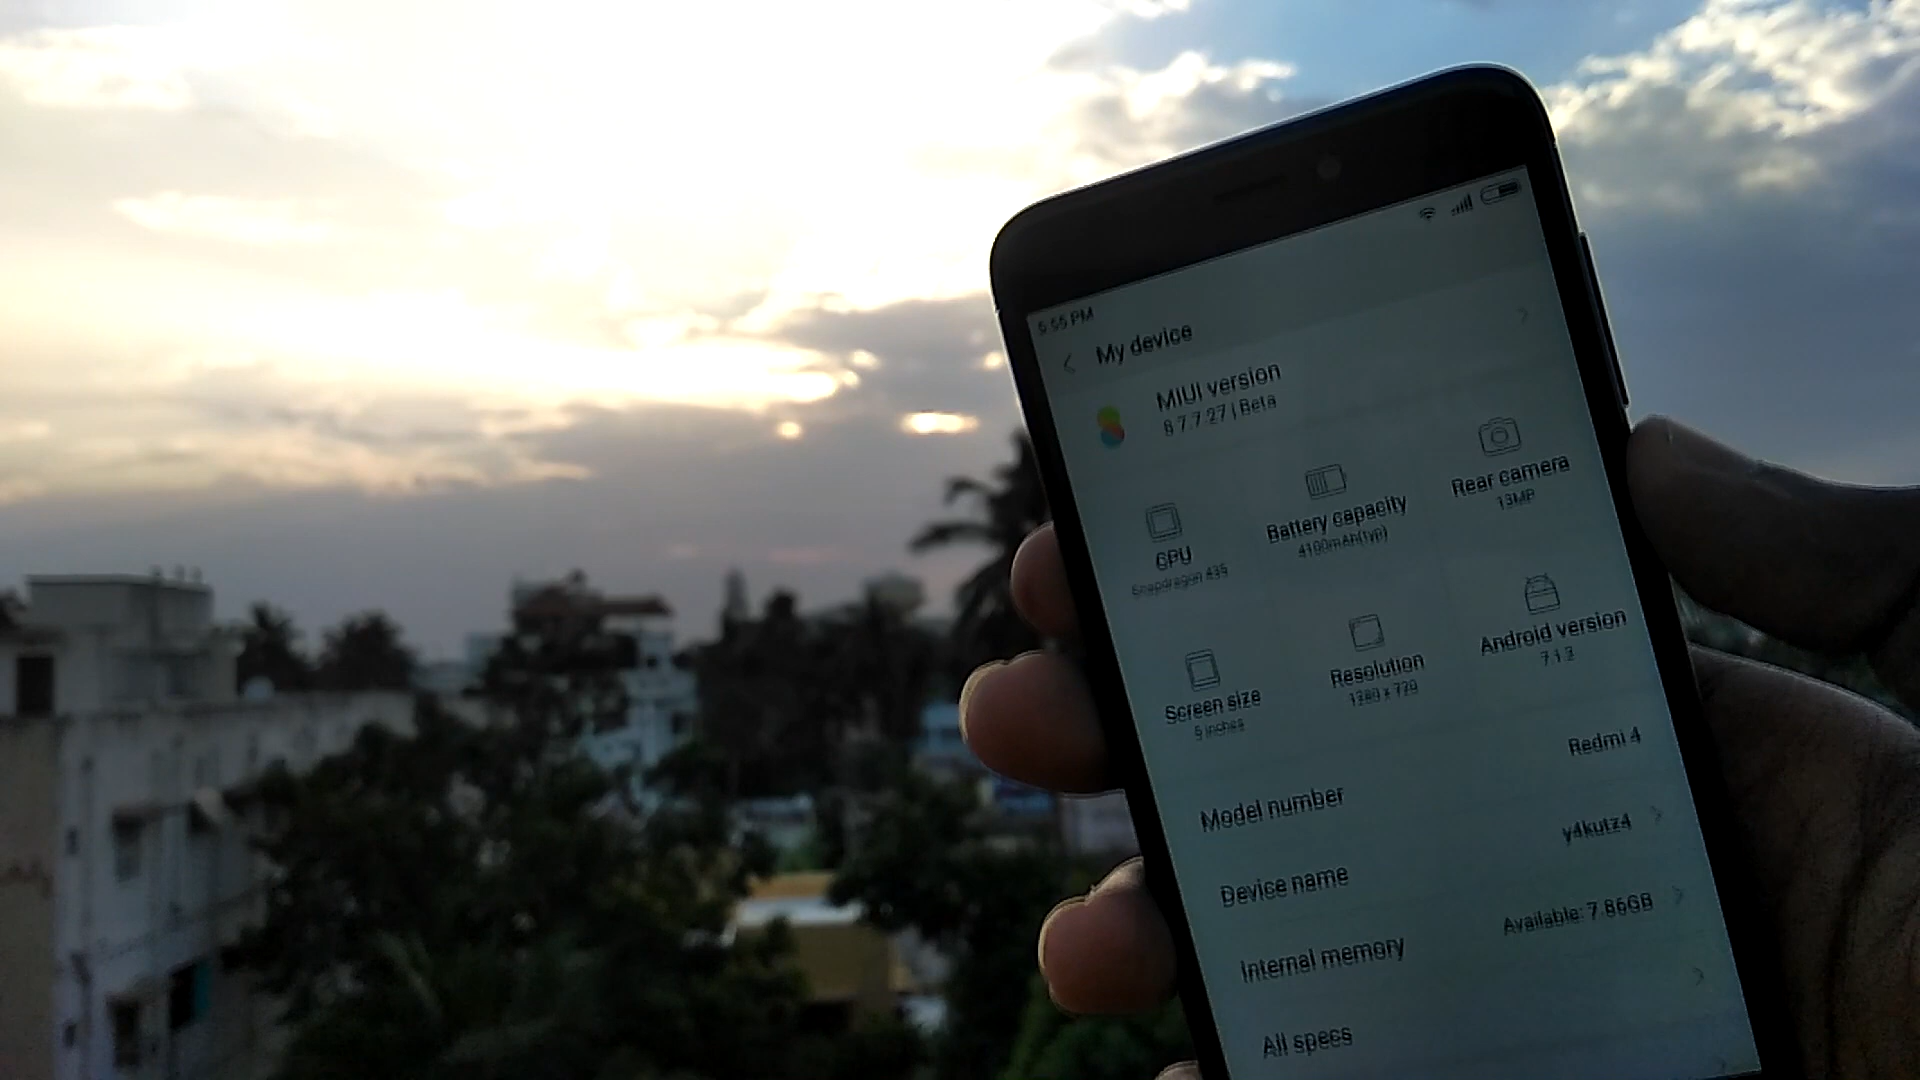 5:55 PM
My device
MIUI version
8 7.7.27 | Beta
CPU
Snapdragon 435
Battery capacity
4100mAh(typ)
Rear camera
13MP
Screen size
5 inches
Resolution
1280 x 720
Android version
7.1.2
Model number
Redmi 4
Device name
y4kutz4
Internal memory
Available: 7.86GB
All specs